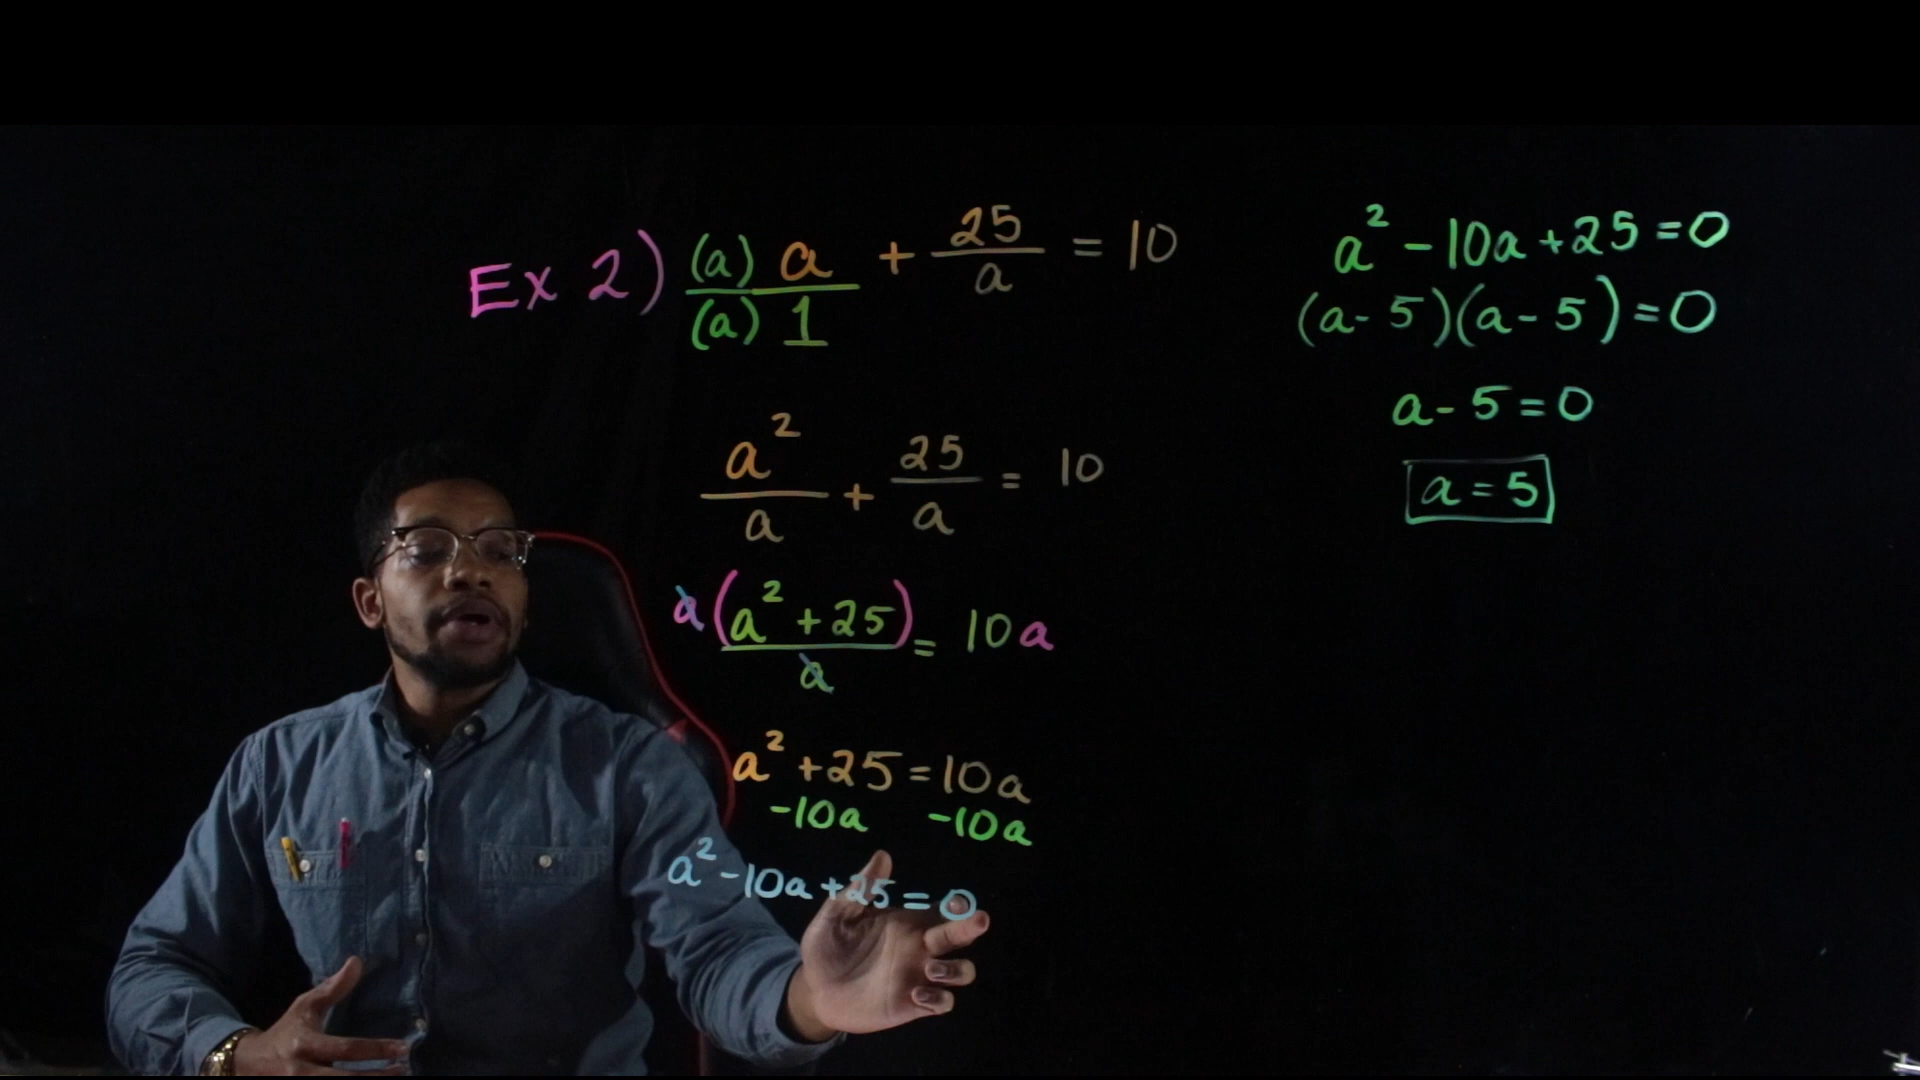 Ex 2) (a) a/(a) 1 + 25/a = 10
a²/a + 25/a = 10
a(a² + 25)/a = 10a
a² + 25 = 10a
-10a -10a
a² - 10a + 25 = 0
a² - 10a + 25 = 0
(a - 5)(a - 5) = 0
a - 5 = 0
a = 5